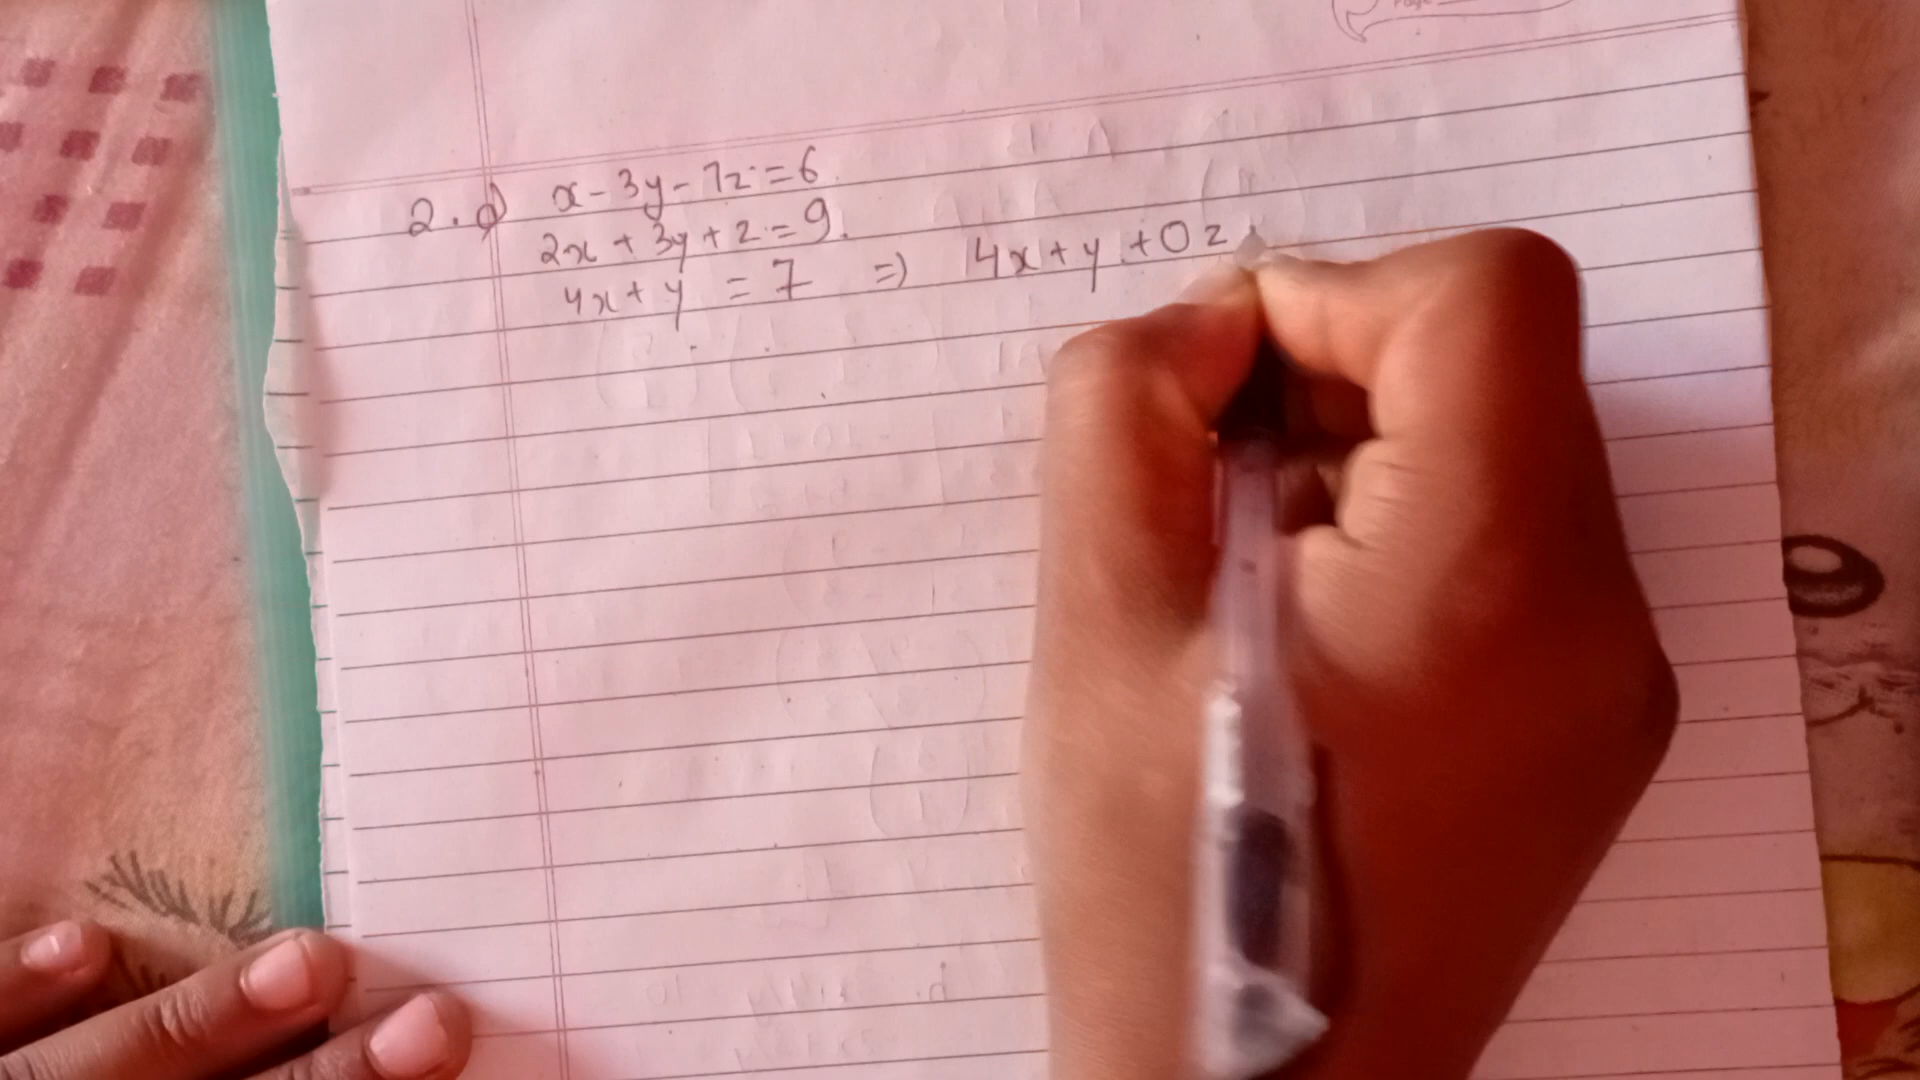 2. d) x - 3y - 7z = 6
2x + 3y + z = 9.
4x + y = 7 => 4x + y + 0z